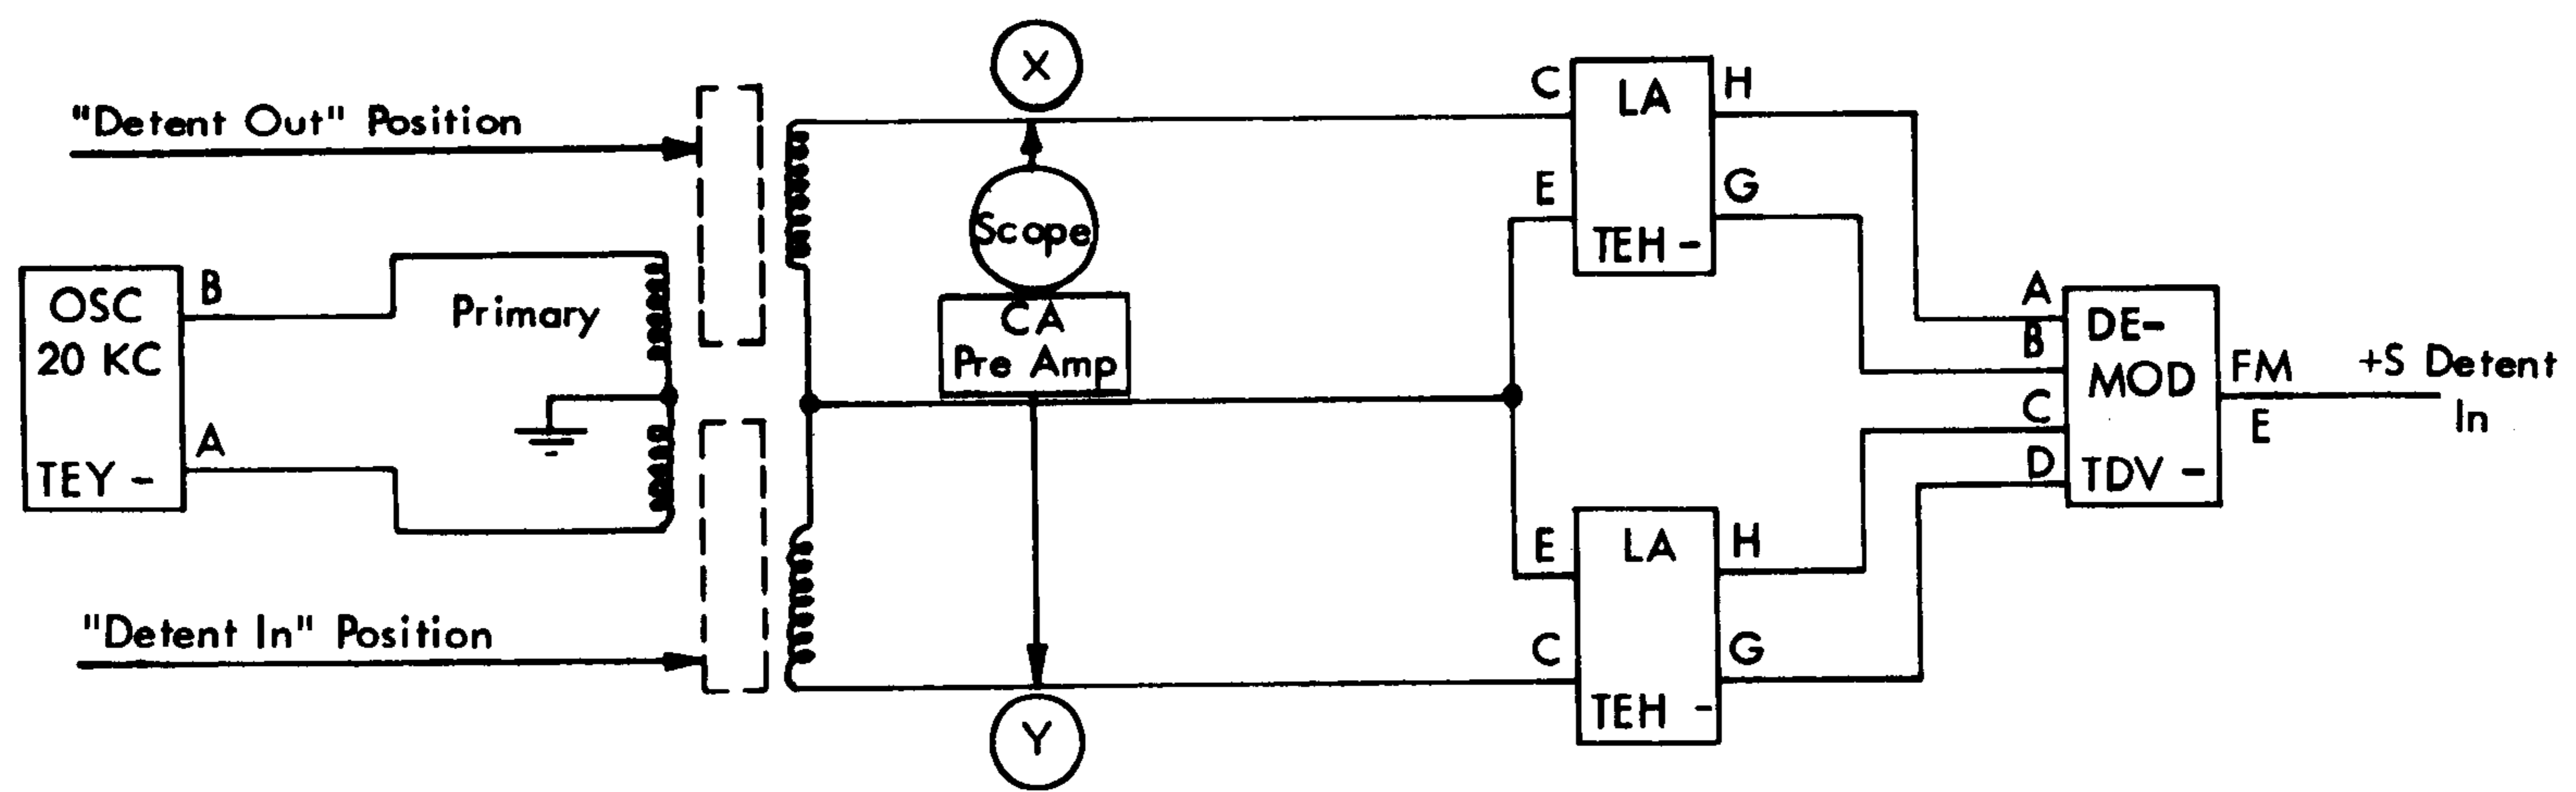 X
"Detent Out" Position
C
LA
H
E
G
TEH -
Scope
OSC
20 KC
B
Primary
CA
Pre Amp
A
TEY -
A
B
C
D
DE-
MOD
TDV -
FM
E
+S Detent
In
"Detent In" Position
E
LA
H
C
G
TEH -
Y